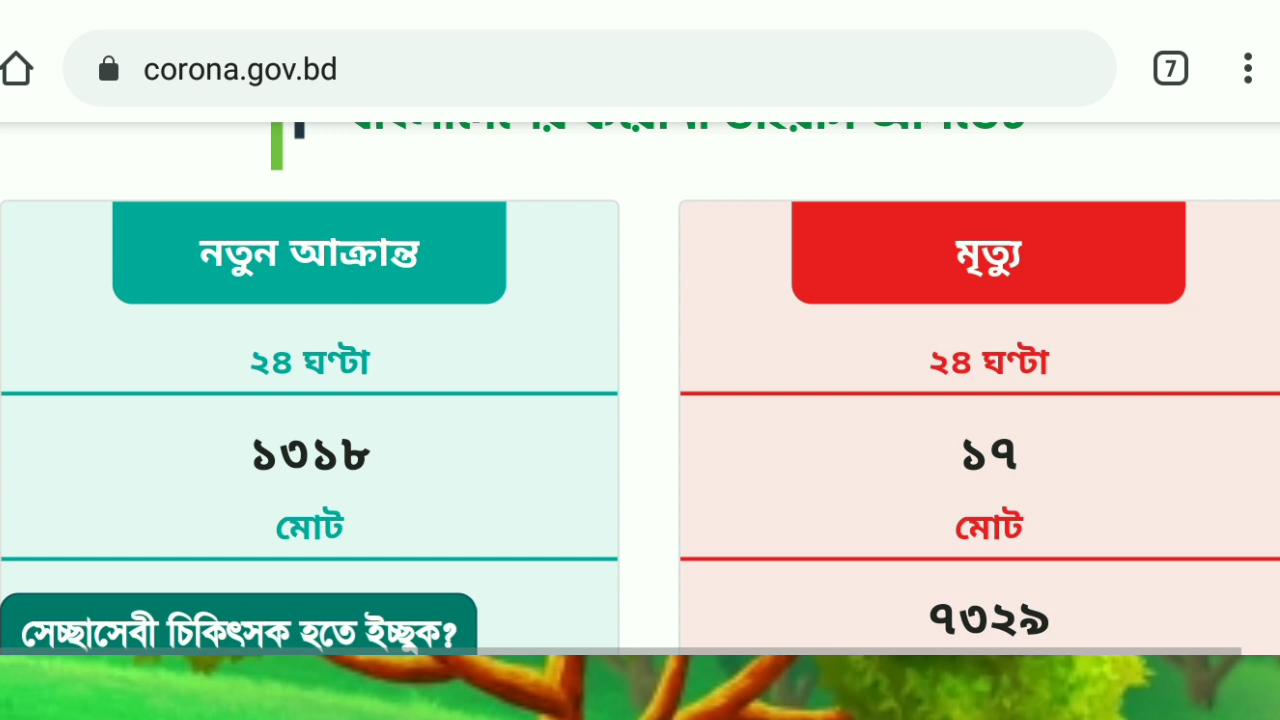 corona.gov.bd
7
নতুন আক্রান্ত
২৪ ঘণ্টা
১৩১৮
মোট
সেচ্ছাসেবী চিকিৎসক হতে ইচ্ছুক?
মৃত্যু
২৪ ঘণ্টা
১৭
মোট
৭৩২৯